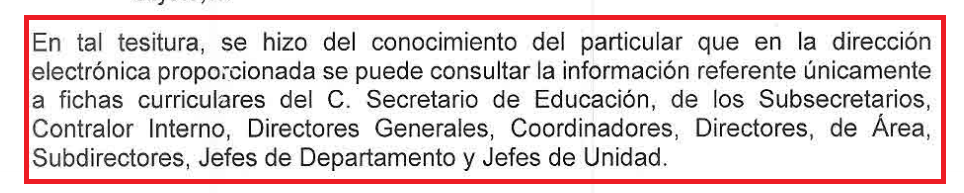 En tal tesitura, se hizo del conocimiento del particular que en la dirección
electrónica proporcionada se puede consultar la información referente únicamente
a fichas curriculares del C. Secretario de Educación, de los Subsecretarios,
Contralor Interno, Directores Generales, Coordinadores, Directores, de Área,
Subdirectores, Jefes de Departamento y Jefes de Unidad.